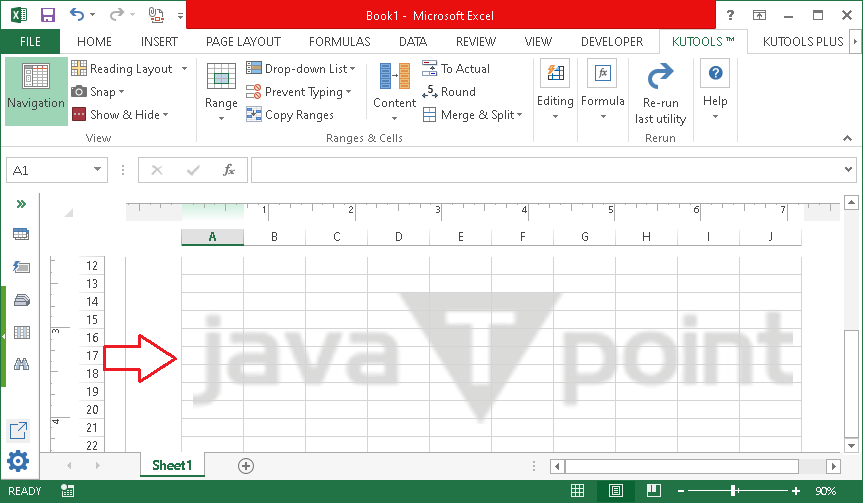 Book1 - Microsoft Excel
FILE HOME INSERT PAGE LAYOUT FORMULAS DATA REVIEW VIEW DEVELOPER KUTOOLS ™ KUTOOLS PLUS
Navigation
Reading Layout
Snap
Show & Hide
View
Range
Drop-down List
Prevent Typing
Copy Ranges
Content
To Actual
Round
Merge & Split
Ranges & Cells
Editing
Formula
Re-run
last utility
Rerun
Help
A1
fx
1 2 3 4 5 6 7
A B C D E F G H I J
12
13
14
15
16
17
18
19
20
21
22
3
4
java T point
Sheet1
READY
90%